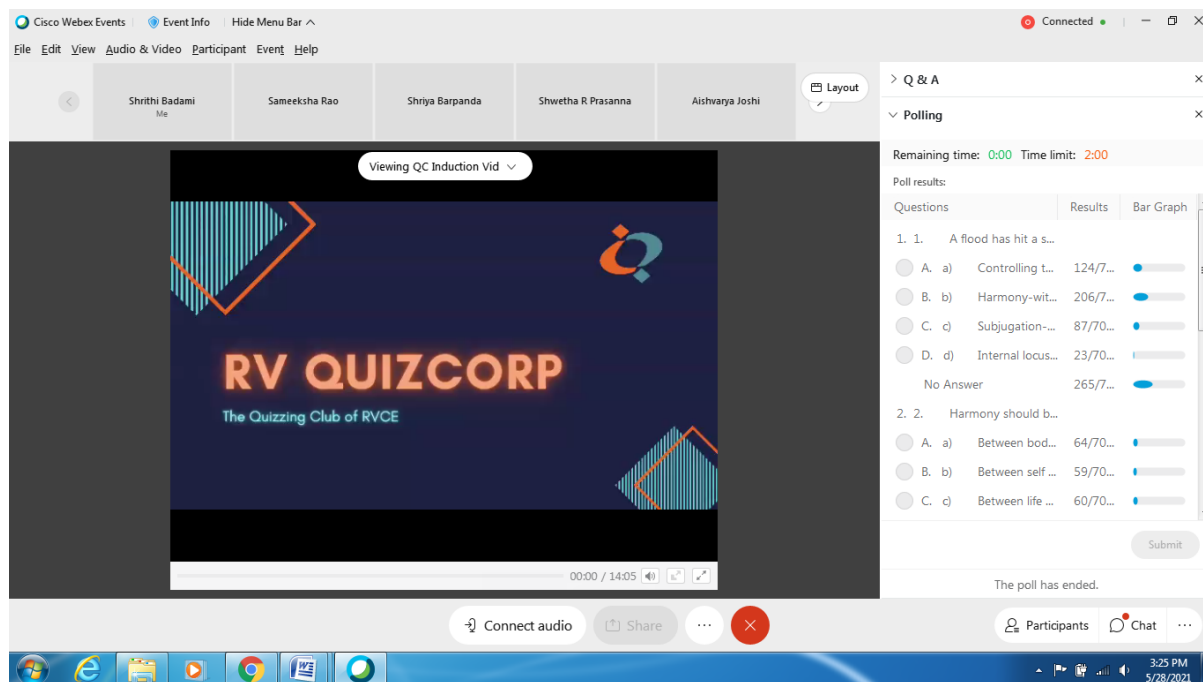 Cisco Webex Events Event Info Hide Menu Bar Connected
File Edit View Audio & Video Participant Event Help
Shrithi Badami
Me
Sameeksha Rao
Shriya Barpanda
Shwetha R Prasanna
Aishvarya Joshi
Layout
Viewing QC Induction Vid
RV QUIZCORP
The Quizzing Club of RVCE
00:00 / 14:05
Q & A
Polling
Remaining time: 0:00 Time limit: 2:00
Poll results:
Questions Results Bar Graph
1. 1. A flood has hit a s...
A. a) Controlling t... 124/7...
B. b) Harmony-wit... 206/7...
C. c) Subjugation-... 87/70...
D. d) Internal locus... 23/70...
No Answer 265/7...
2. 2. Harmony should b...
A. a) Between bod... 64/70...
B. b) Between self ... 59/70...
C. c) Between life ... 60/70...
Submit
The poll has ended.
Connect audio Share ... Participants Chat ...
3:25 PM
5/28/2021